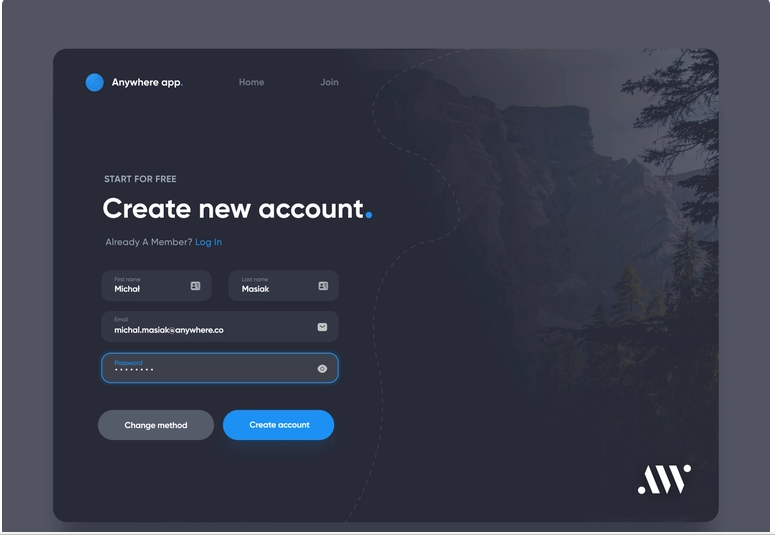 Anywhere app.
Home
Join
START FOR FREE
Create new account.
Already A Member? Log In
First name
Michał
Last name
Masiak
Email
michal.masiak@anywhere.co
Password
Change method
Create account